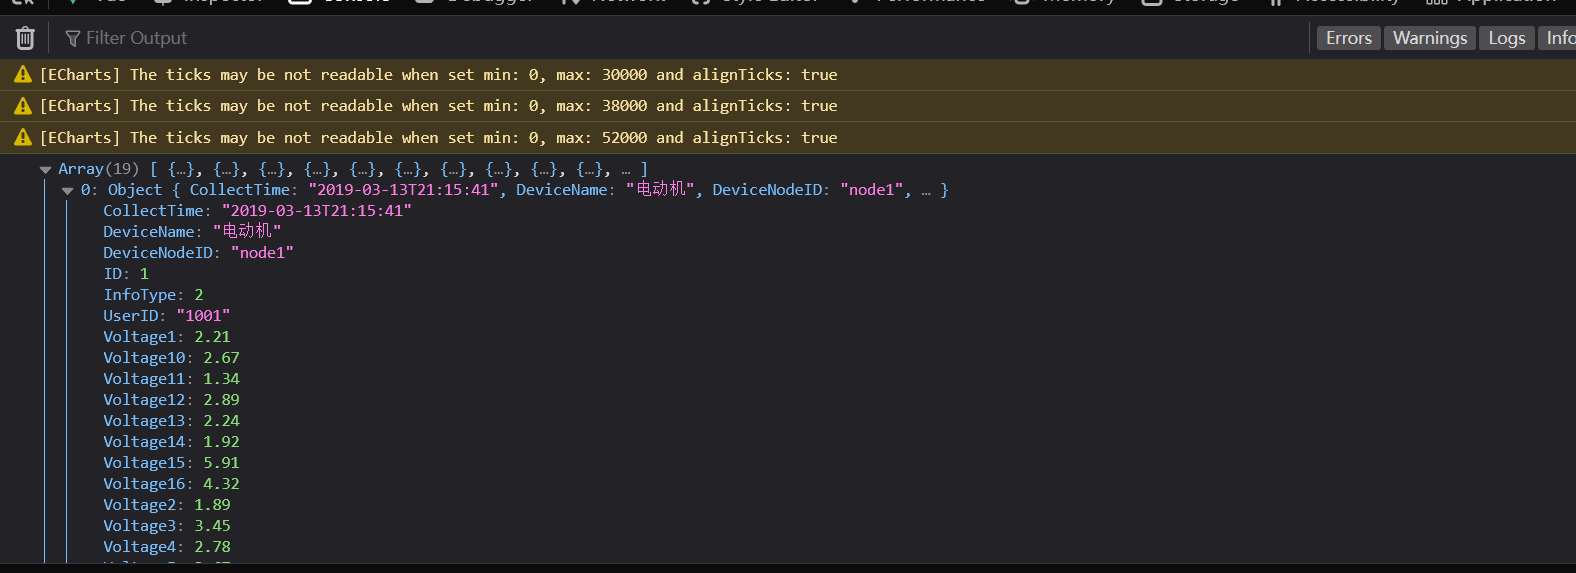 Filter Output
Errors Warnings Logs Info
[ECharts] The ticks may be not readable when set min: 0, max: 30000 and alignTicks: true
[ECharts] The ticks may be not readable when set min: 0, max: 38000 and alignTicks: true
[ECharts] The ticks may be not readable when set min: 0, max: 52000 and alignTicks: true
Array(19) [ {…}, {…}, {…}, {…}, {…}, {…}, {…}, {…}, {…}, {…}, … ]
0: Object { CollectTime: "2019-03-13T21:15:41", DeviceName: "电动机", DeviceNodeID: "node1", … }
CollectTime: "2019-03-13T21:15:41"
DeviceName: "电动机"
DeviceNodeID: "node1"
ID: 1
InfoType: 2
UserID: "1001"
Voltage1: 2.21
Voltage10: 2.67
Voltage11: 1.34
Voltage12: 2.89
Voltage13: 2.24
Voltage14: 1.92
Voltage15: 5.91
Voltage16: 4.32
Voltage2: 1.89
Voltage3: 3.45
Voltage4: 2.78